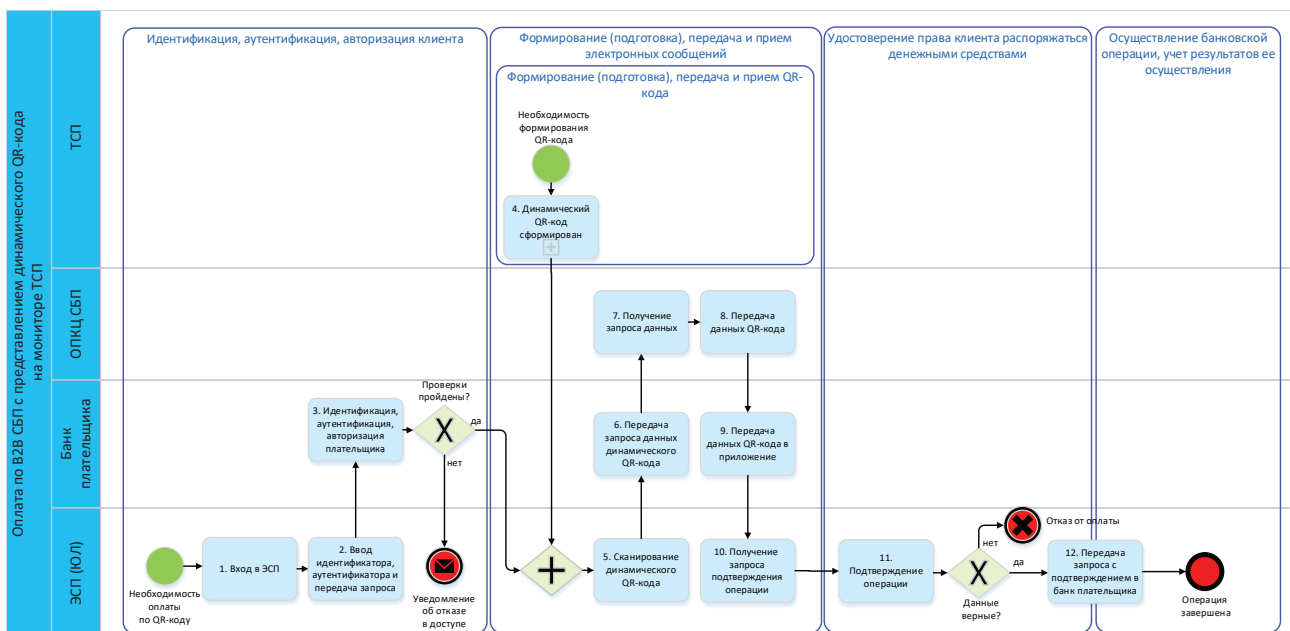 Оплата по B2B СБП с представлением динамического QR-кода
на мониторе ТСП
ТСП
ОПКЦ СБП
Банк
плательщика
ЭСП (ЮЛ)
Идентификация, аутентификация, авторизация клиента
Формирование (подготовка), передача и прием
электронных сообщений
Формирование (подготовка), передача и прием QR-
кода
Удостоверение права клиента распоряжаться
денежными средствами
Осуществление банковской
операции, учет результатов ее
осуществления
Необходимость
формирования
QR-кода
4. Динамический
QR-код
сформирован
7. Получение
запроса данных
8. Передача
данных QR-кода
Проверки
пройдены?
да
нет
3. Идентификация,
аутентификация,
авторизация
плательщика
6. Передача
запроса данных
динамического
QR-кода
9. Передача
данных QR-кода в
приложение
Необходимость
оплаты
по QR-коду
1. Вход в ЭСП
2. Ввод
идентификатора,
аутентификатора и
передача запроса
Уведомление
об отказе
в доступе
5. Сканирование
динамического
QR-кода
10. Получение
запроса
подтверждения
операции
11.
Подтверждение
операции
Данные
верные?
нет
Отказ от оплаты
да
12. Передача
запроса с
подтверждением в
банк плательщика
Операция
завершена